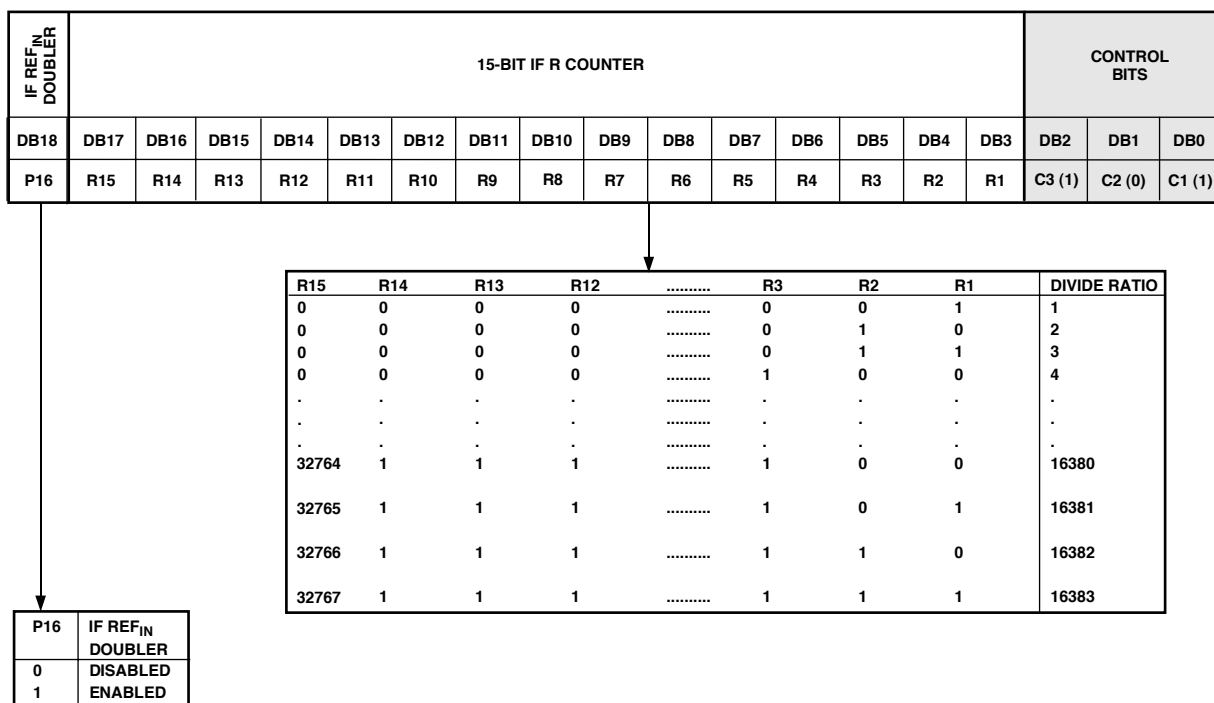 IF REFIN DOUBLER
15-BIT IF R COUNTER
CONTROL BITS
DB18 DB17 DB16 DB15 DB14 DB13 DB12 DB11 DB10 DB9 DB8 DB7 DB6 DB5 DB4 DB3 DB2 DB1 DB0
P16 R15 R14 R13 R12 R11 R10 R9 R8 R7 R6 R5 R4 R3 R2 R1 C3 (1) C2 (0) C1 (1)
R15 R14 R13 R12 .......... R3 R2 R1 DIVIDE RATIO
0 0 0 0 .......... 0 0 1 1
0 0 0 0 .......... 0 1 0 2
0 0 0 0 .......... 0 1 1 3
0 0 0 0 .......... 1 0 0 4
. . . . .......... . . . .
. . . . .......... . . . .
. . . . .......... . . . .
32764 1 1 1 .......... 1 0 0 16380
32765 1 1 1 .......... 1 0 1 16381
32766 1 1 1 .......... 1 1 0 16382
32767 1 1 1 .......... 1 1 1 16383
P16 IF REFIN
DOUBLER
0 DISABLED
1 ENABLED